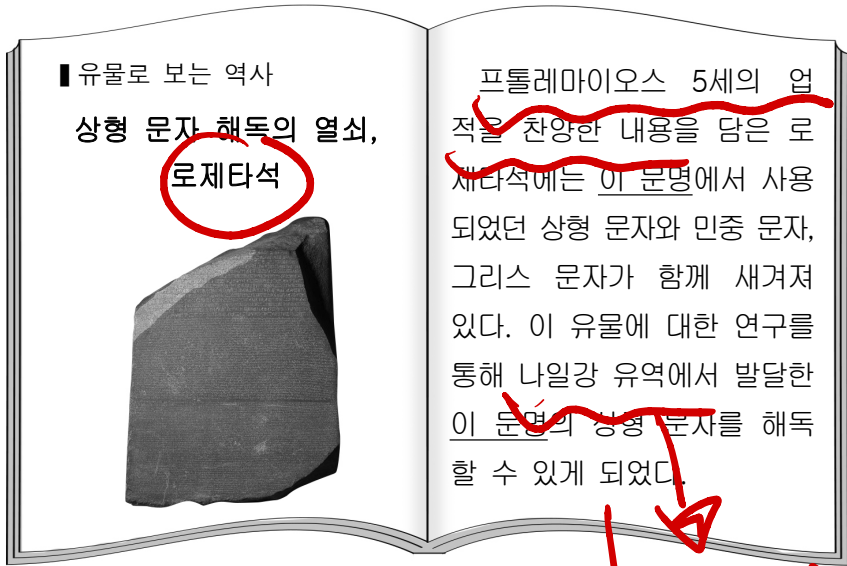 ▮유물로 보는 역사
상형 문자 해독의 열쇠,
로제타석
프톨레마이오스 5세의 업
적을 찬양한 내용을 담은 로
제타석에는 이 문명에서 사용
되었던 상형 문자와 민중 문자,
그리스 문자가 함께 새겨져
있다. 이 유물에 대한 연구를
통해 나일강 유역에서 발달한
이 문명의 상형 문자를 해독
할 수 있게 되었다.